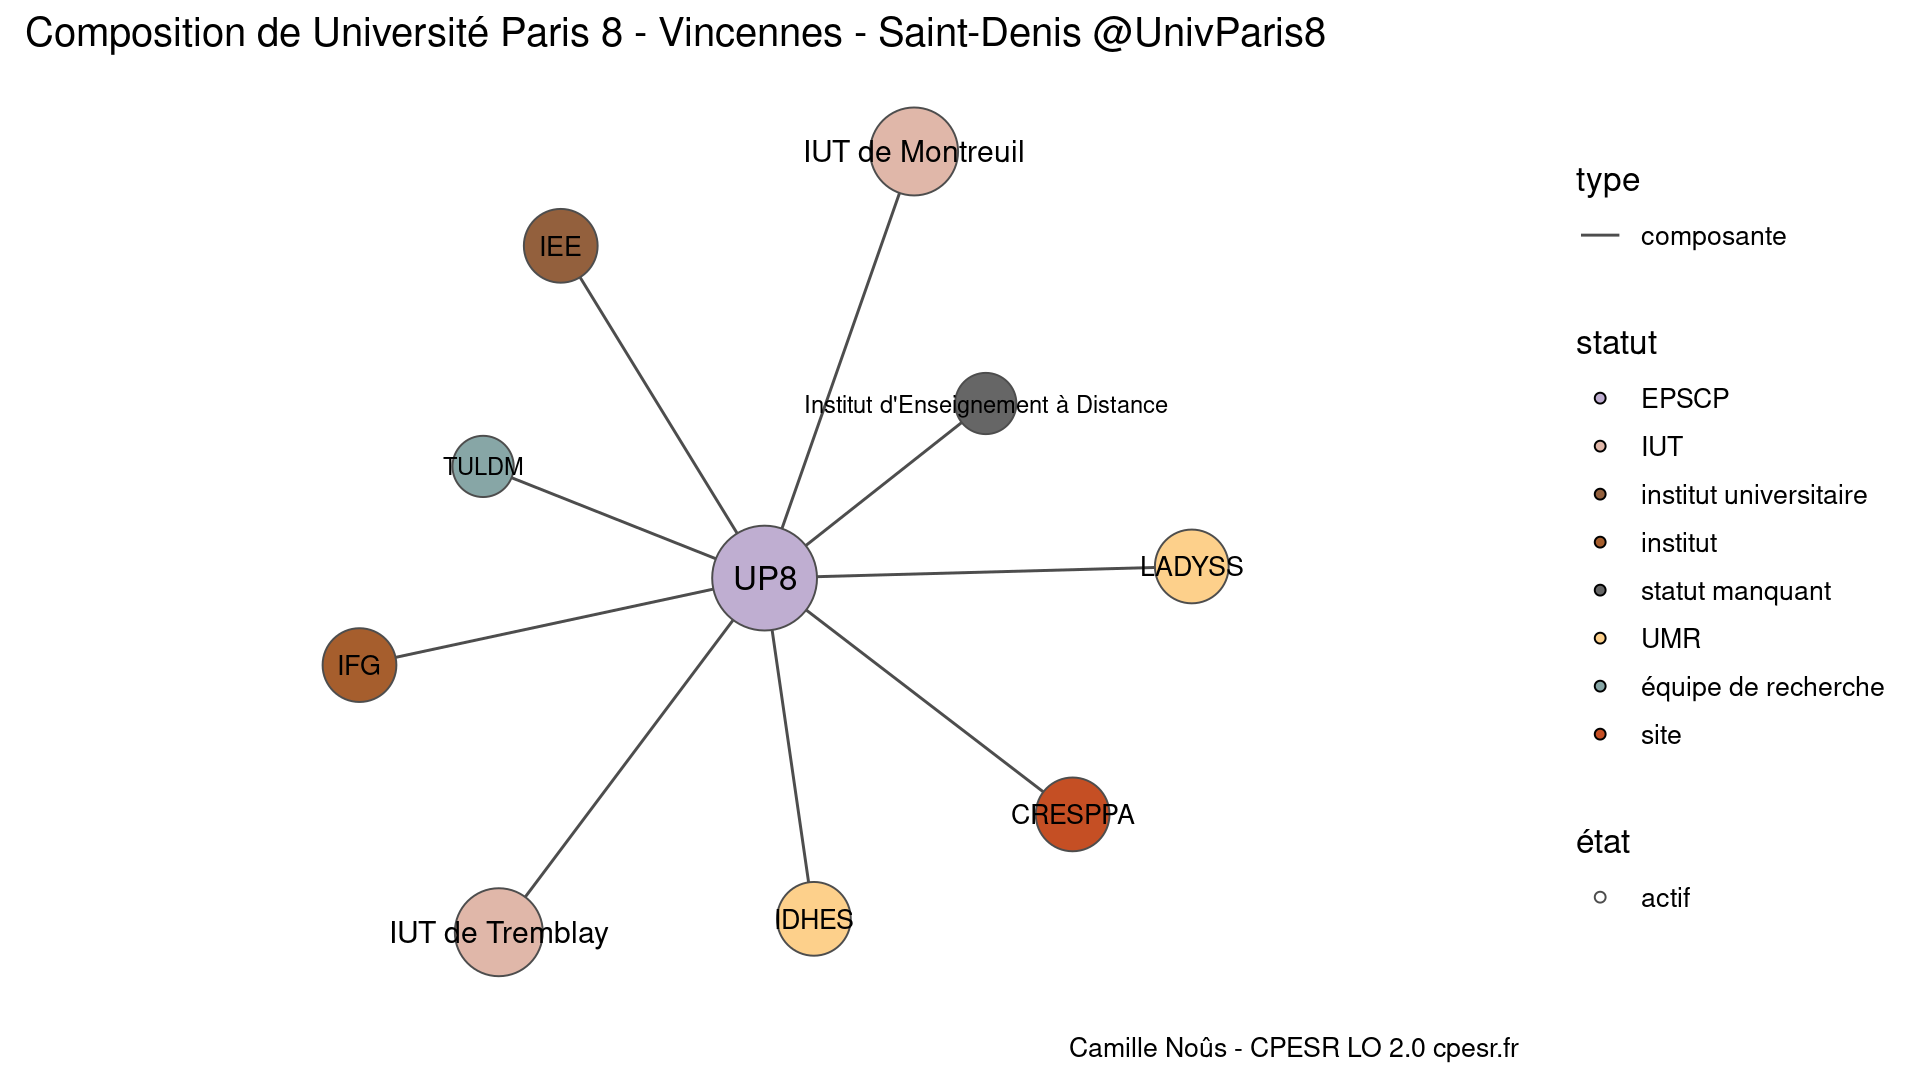 Composition de Université Paris 8 - Vincennes - Saint-Denis @UnivParis8
IUT de Montreuil
IEE
Institut d'Enseignement à Distance
TULDM
UP8
LADYSS
IFG
CRESPPA
IDHES
IUT de Tremblay
type
composante
statut
EPSCP
IUT
institut universitaire
institut
statut manquant
UMR
équipe de recherche
site
état
actif
Camille Noûs - CPESR LO 2.0 cpesr.fr